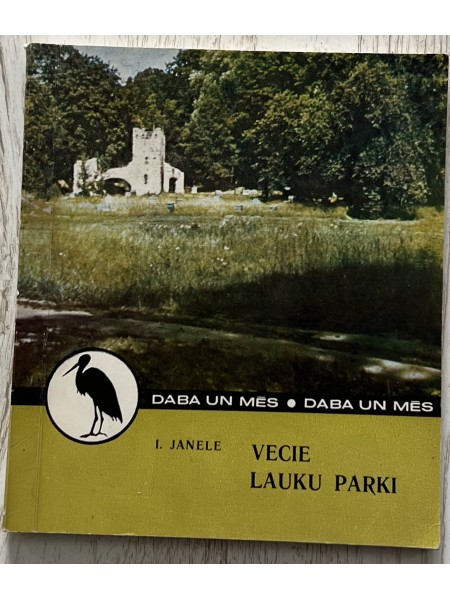 DABA UN MĒS ● DABA UN MĒS
I. JANELE
VECIE
LAUKU PARKI